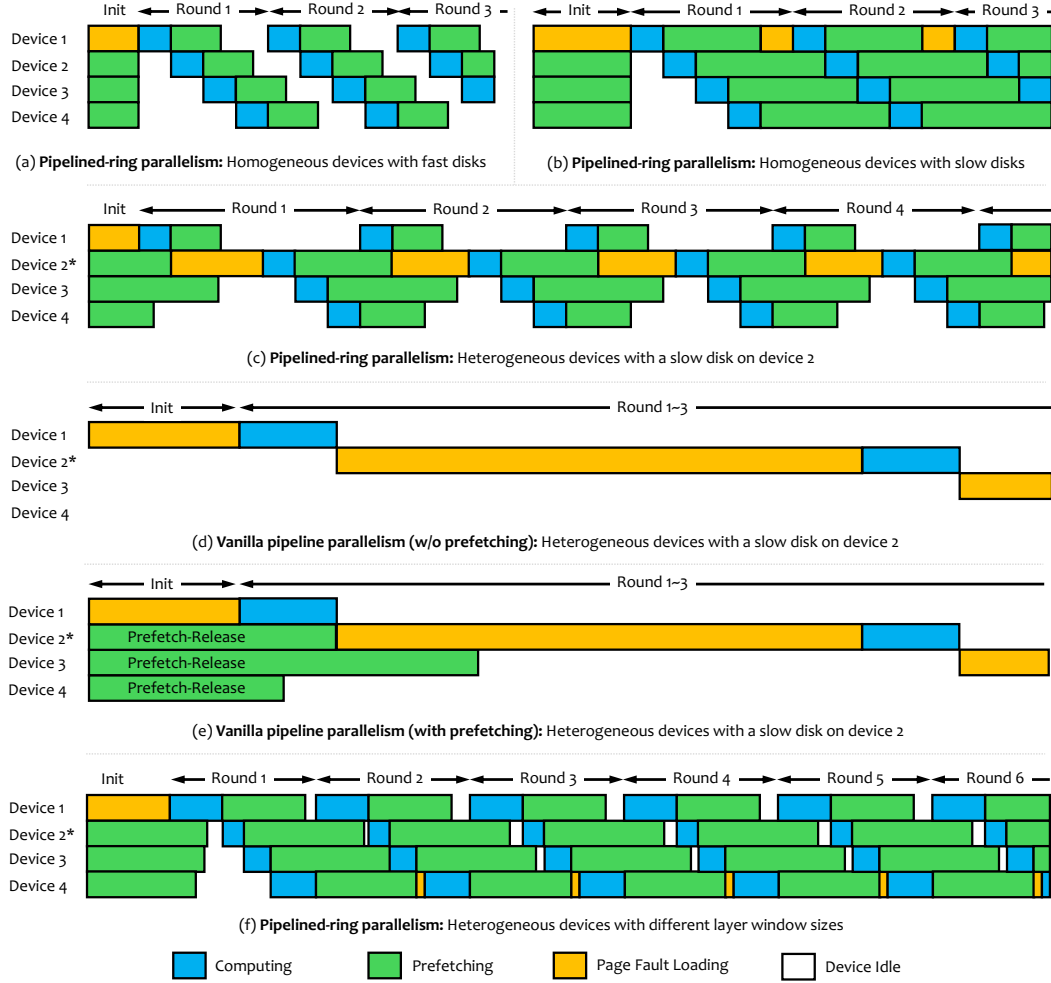 Init Round 1 Round 2 Round 3
Device 1
Device 2
Device 3
Device 4
(a) Pipelined-ring parallelism: Homogeneous devices with fast disks
Init Round 1 Round 2 Round 3
(b) Pipelined-ring parallelism: Homogeneous devices with slow disks
Init Round 1 Round 2 Round 3 Round 4
Device 1
Device 2*
Device 3
Device 4
(c) Pipelined-ring parallelism: Heterogeneous devices with a slow disk on device 2
Init Round 1~3
Device 1
Device 2*
Device 3
Device 4
(d) Vanilla pipeline parallelism (w/o prefetching): Heterogeneous devices with a slow disk on device 2
Init Round 1~3
Device 1
Device 2* Prefetch-Release
Device 3 Prefetch-Release
Device 4 Prefetch-Release
(e) Vanilla pipeline parallelism (with prefetching): Heterogeneous devices with a slow disk on device 2
Init Round 1 Round 2 Round 3 Round 4 Round 5 Round 6
Device 1
Device 2*
Device 3
Device 4
(f) Pipelined-ring parallelism: Heterogeneous devices with different layer window sizes
Computing Prefetching Page Fault Loading Device Idle